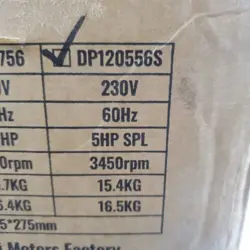 756 DP120556S
V 230V
Hz 60Hz
HP 5HP SPL
0rpm 3450rpm
.7KG 15.4KG
.4KG 16.5KG
5*275mm
Motors Factory